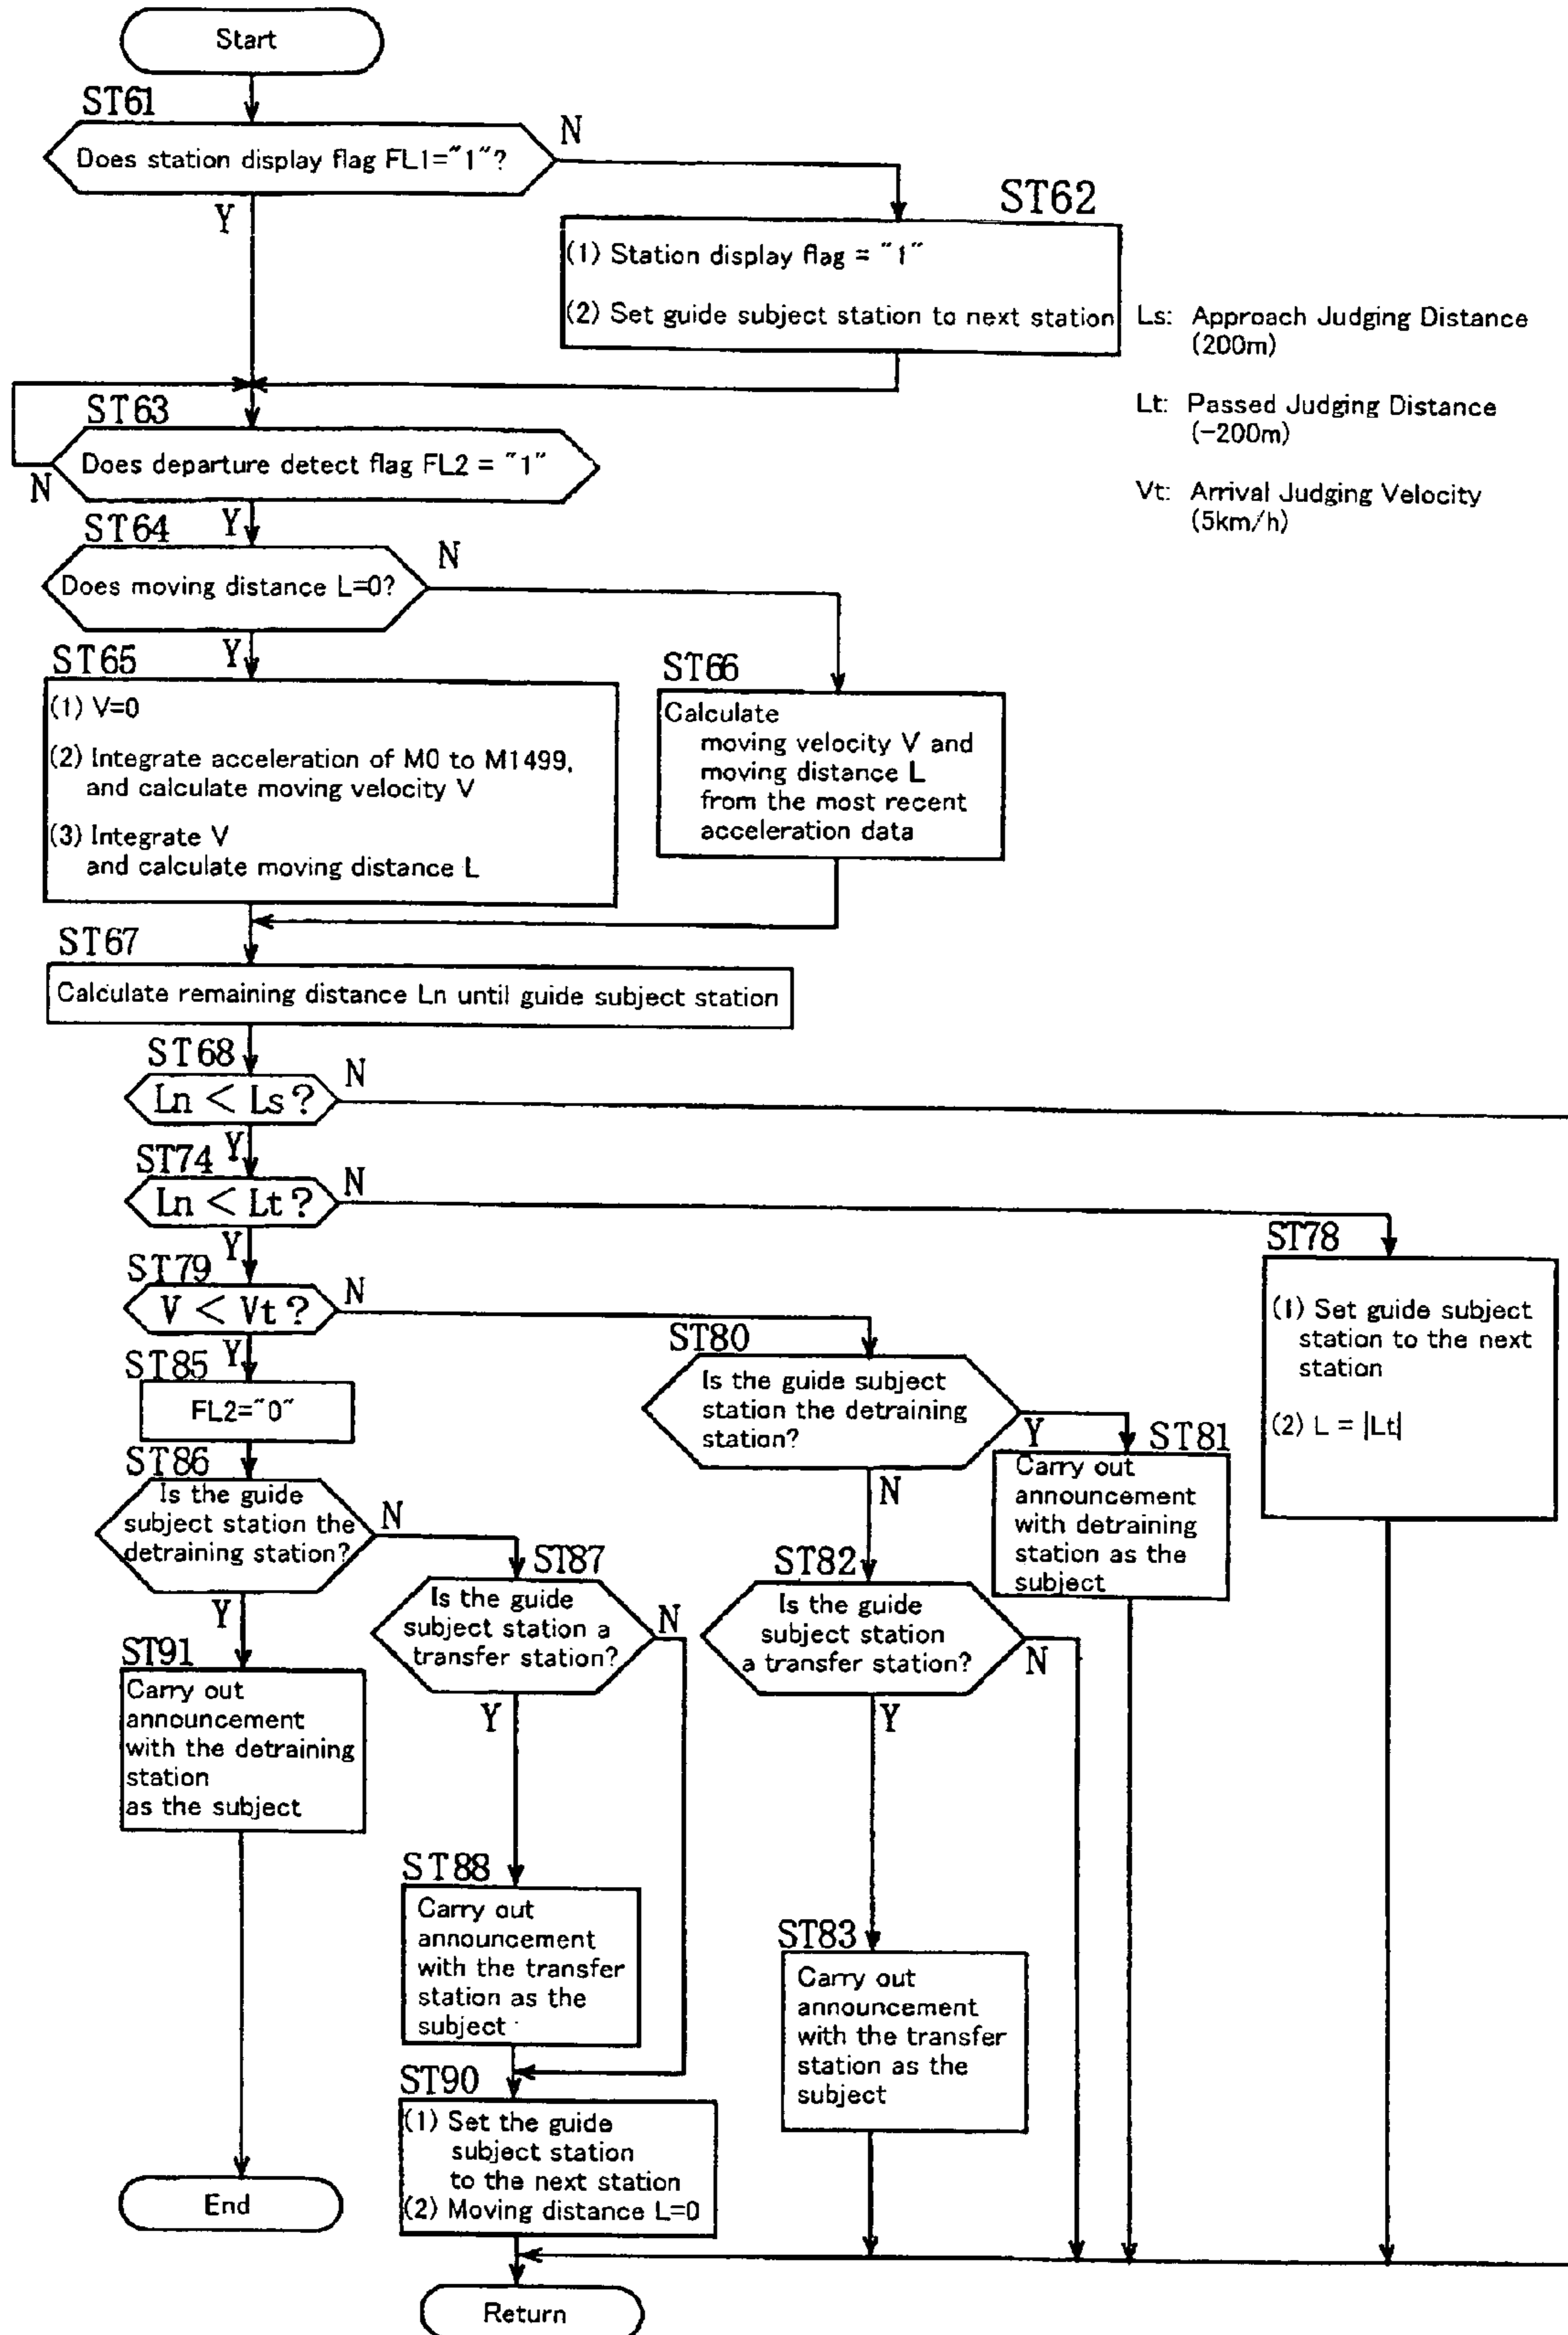 Start
ST61
Does station display flag FL1="1"?
N
Y
ST62
(1) Station display flag = "1"
(2) Set guide subject station to next station
Ls: Approach Judging Distance
(200m)
Lt: Passed Judging Distance
(-200m)
Vt: Arrival Judging Velocity
(5km/h)
ST63
Does departure detect flag FL2 = "1"
N
Y
ST64
Does moving distance L=0?
N
Y
ST65
(1) V=0
(2) Integrate acceleration of M0 to M1499,
and calculate moving velocity V
(3) Integrate V
and calculate moving distance L
ST66
Calculate
moving velocity V and
moving distance L
from the most recent
acceleration data
ST67
Calculate remaining distance Ln until guide subject station
ST68
Ln < Ls?
N
Y
ST74
Ln < Lt?
N
Y
ST78
(1) Set guide subject
station to the next
station
(2) L = |Lt|
ST79
V < Vt?
N
Y
ST80
Is the guide subject
station the detraining
station?
Y
N
ST81
Carry out
announcement
with detraining
station as the
subject
ST85
FL2="0"
ST86
Is the guide
subject station the
detraining station?
N
Y
ST87
Is the guide
subject station a
transfer station?
N
Y
ST82
Is the guide
subject station
a transfer station?
N
Y
ST91
Carry out
announcement
with the detraining
station
as the subject
ST88
Carry out
announcement
with the transfer
station as the
subject
ST83
Carry out
announcement
with the transfer
station as the
subject
ST90
(1) Set the guide
subject station
to the next station
(2) Moving distance L=0
End
Return